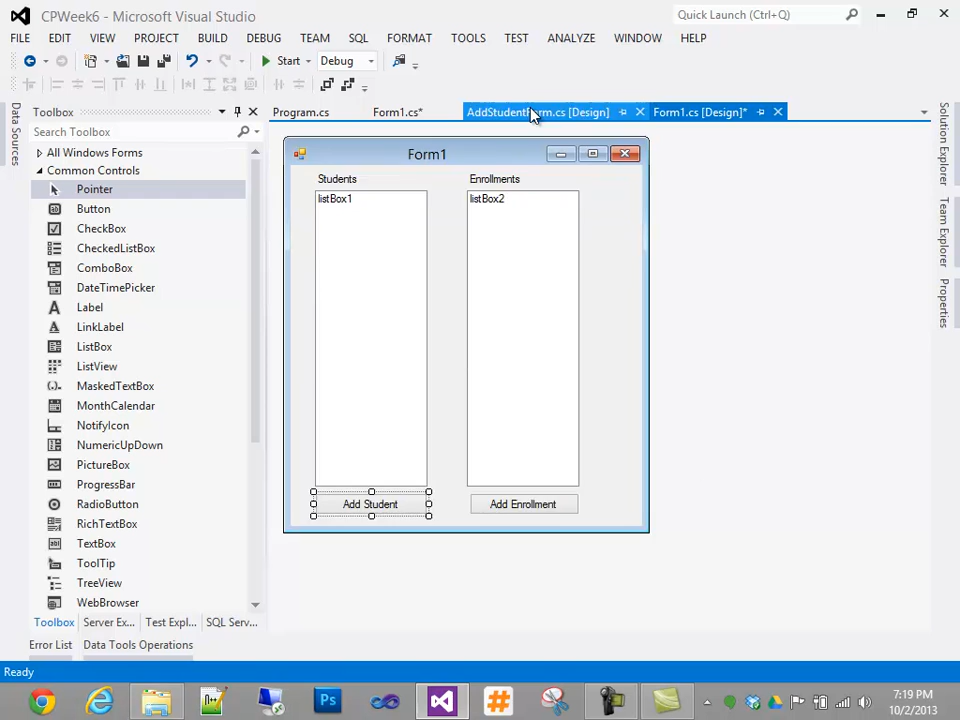 CPWeek6 - Microsoft Visual Studio
Quick Launch (Ctrl+Q)
FILE EDIT VIEW PROJECT BUILD DEBUG TEAM SQL FORMAT TOOLS TEST ANALYZE WINDOW HELP
Start Debug
Data Sources
Toolbox
Program.cs Form1.cs* AddStudentForm.cs [Design] Form1.cs [Design]*
Search Toolbox
All Windows Forms
Common Controls
Pointer
Button
CheckBox
CheckedListBox
ComboBox
DateTimePicker
Label
LinkLabel
ListBox
ListView
MaskedTextBox
MonthCalendar
NotifyIcon
NumericUpDown
PictureBox
ProgressBar
RadioButton
RichTextBox
TextBox
ToolTip
TreeView
WebBrowser
Toolbox Server Ex... Test Expl... SQL Serv...
Form1
Students Enrollments
listBox1 listBox2
Add Student Add Enrollment
Solution Explorer
Team Explorer
Properties
Error List Data Tools Operations
Ready
Ps
7:19 PM
10/2/2013